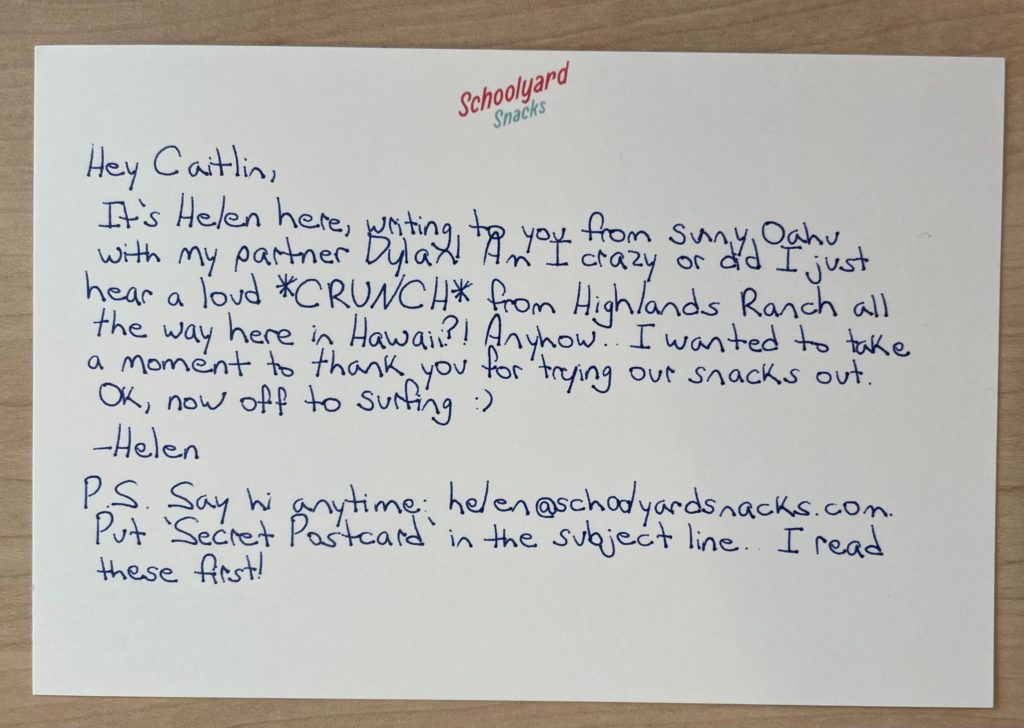 Schoolyard
Snacks
Hey Caitlin,
It's Helen here, writing to you from sunny Oahu
with my partner Dylan! Am I crazy or did I just
hear a loud *CRUNCH* from Highlands Ranch all
the way here in Hawaii?! Anyhow.. I wanted to take
a moment to thank you for trying our snacks out.
OK, now off to surfing :)
-Helen
P.S. Say hi anytime: helen@schoolyardsnacks.com.
Put 'Secret Postcard' in the subject line.. I read
these first!